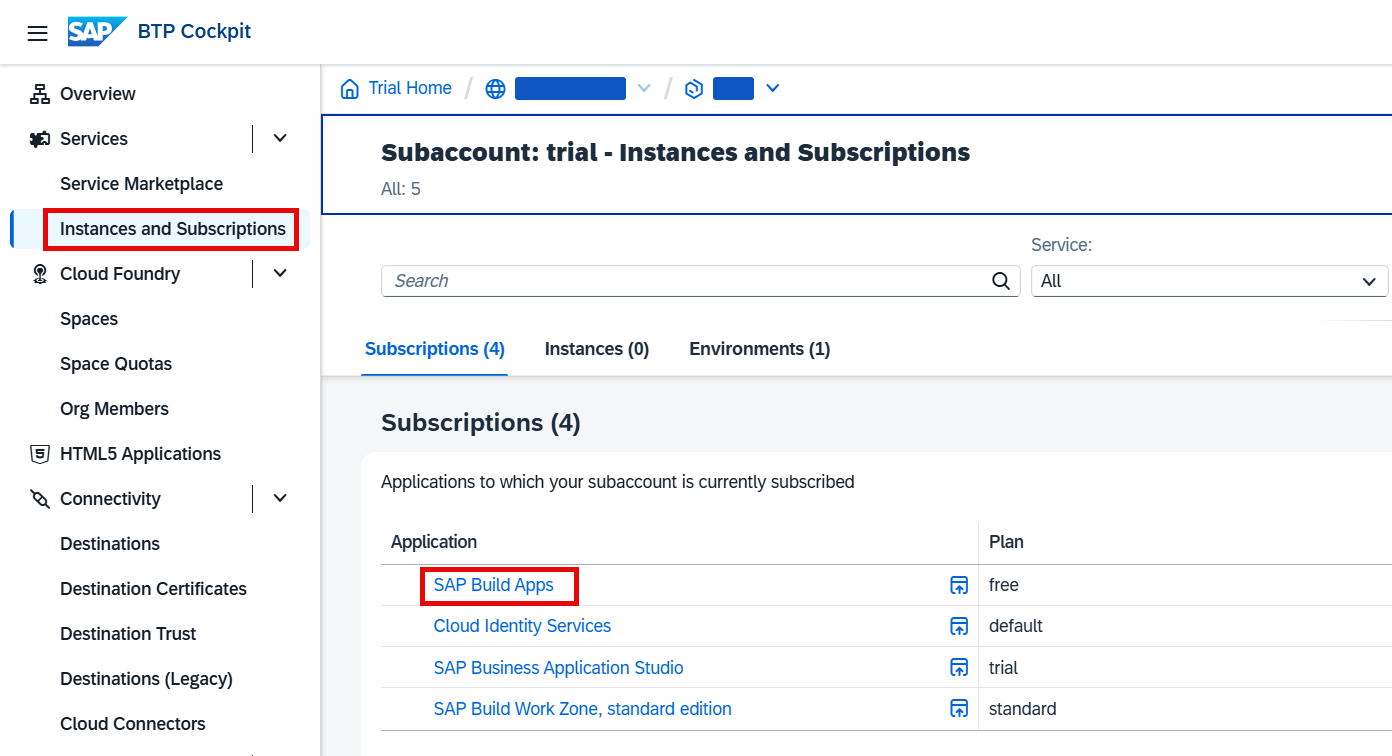 SAP BTP Cockpit
Overview
Services
Service Marketplace
Instances and Subscriptions
Cloud Foundry
Spaces
Space Quotas
Org Members
HTML5 Applications
Connectivity
Destinations
Destination Certificates
Destination Trust
Destinations (Legacy)
Cloud Connectors
Trial Home / /
Subaccount: trial - Instances and Subscriptions
All: 5
Service:
Search
All
Subscriptions (4) Instances (0) Environments (1)
Subscriptions (4)
Applications to which your subaccount is currently subscribed
Application Plan
SAP Build Apps free
Cloud Identity Services default
SAP Business Application Studio trial
SAP Build Work Zone, standard edition standard